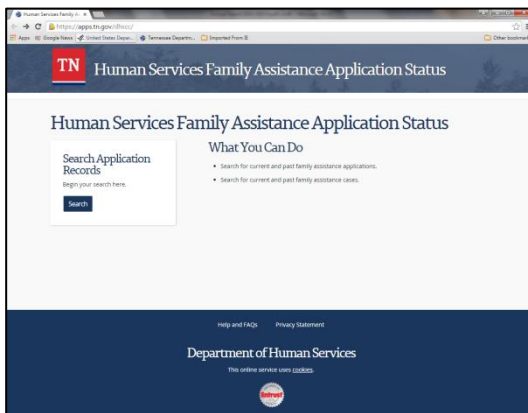 Human Services Family A
https://apps.tn.gov/dhscc/
Apps Google News United States Depar... Tennessee Departm... Imported From IE Other bookmark
TN Human Services Family Assistance Application Status
Human Services Family Assistance Application Status
Search Application
Records
Begin your search here.
Search
What You Can Do
Search for current and past family assistance applications.
Search for current and past family assistance cases.
Help and FAQs Privacy Statement
Department of Human Services
This online service uses cookies.
Entrust